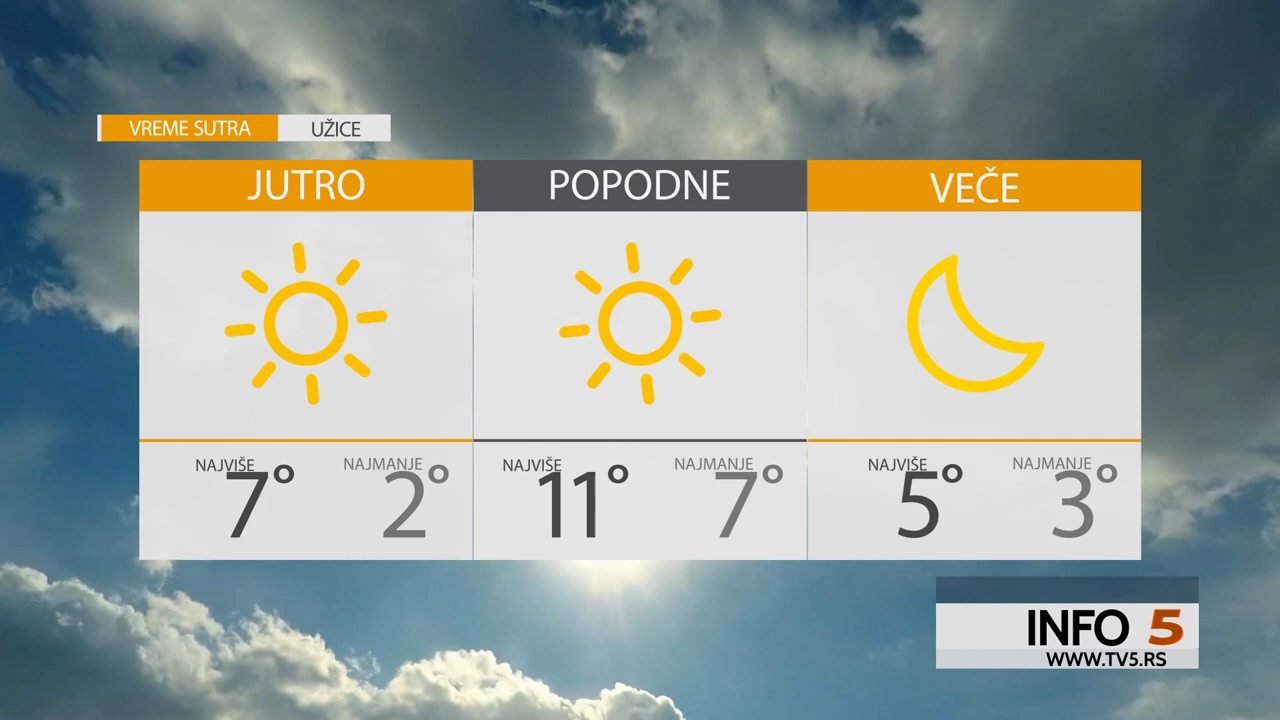 VREME SUTRA UŽICE
JUTRO POPODNE VEČE
NAJVIŠE NAJMANJE NAJVIŠE NAJMANJE NAJVIŠE NAJMANJE
7° 2° 11° 7° 5° 3°
INFO 5
WWW.TV5.RS